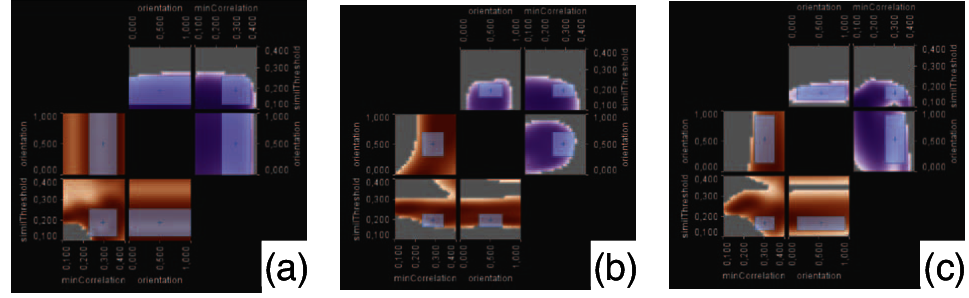 orientation minCorrelation
0,000 0,500 1,000 0,100 0,200 0,300 0,400
0,400 0,300 0,200 0,100 similThreshold
orientation 1,000 0,500 0,000
1,000 0,500 0,000 orientation
similThreshold 0,400 0,300 0,200 0,100
0,100 0,200 0,300 0,400 0,000 0,500 1,000
minCorrelation orientation
(a)
orientation minCorrelation
0,000 0,500 1,000 0,100 0,200 0,300 0,400
0,400 0,300 0,200 0,100 similThreshold
orientation 1,000 0,500 0,000
1,000 0,500 0,000 orientation
similThreshold 0,400 0,300 0,200 0,100
0,100 0,200 0,300 0,400 0,000 0,500 1,000
minCorrelation orientation
(b)
orientation minCorrelation
0,000 0,500 1,000 0,100 0,200 0,300 0,400
0,400 0,300 0,200 0,100 similThreshold
orientation 1,000 0,500 0,000
1,000 0,500 0,000 orientation
similThreshold 0,400 0,300 0,200 0,100
0,100 0,200 0,300 0,400 0,000 0,500 1,000
minCorrelation orientation
(c)